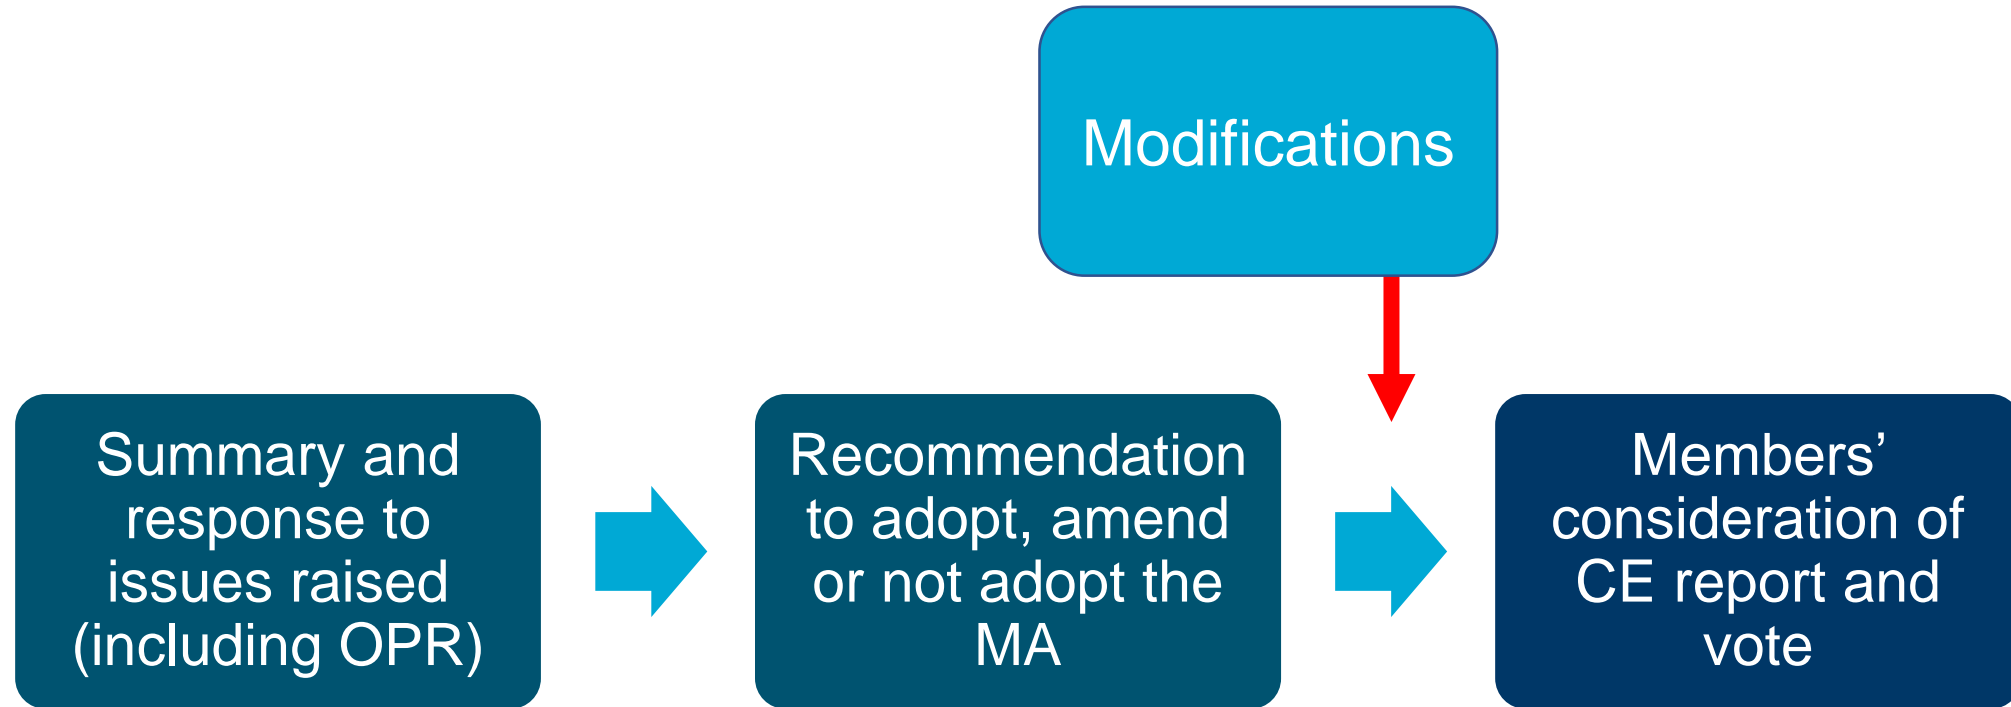 Modifications
Summary and
response to
issues raised
(including OPR)
Recommendation
to adopt, amend
or not adopt the
MA
Members’
consideration of
CE report and
vote